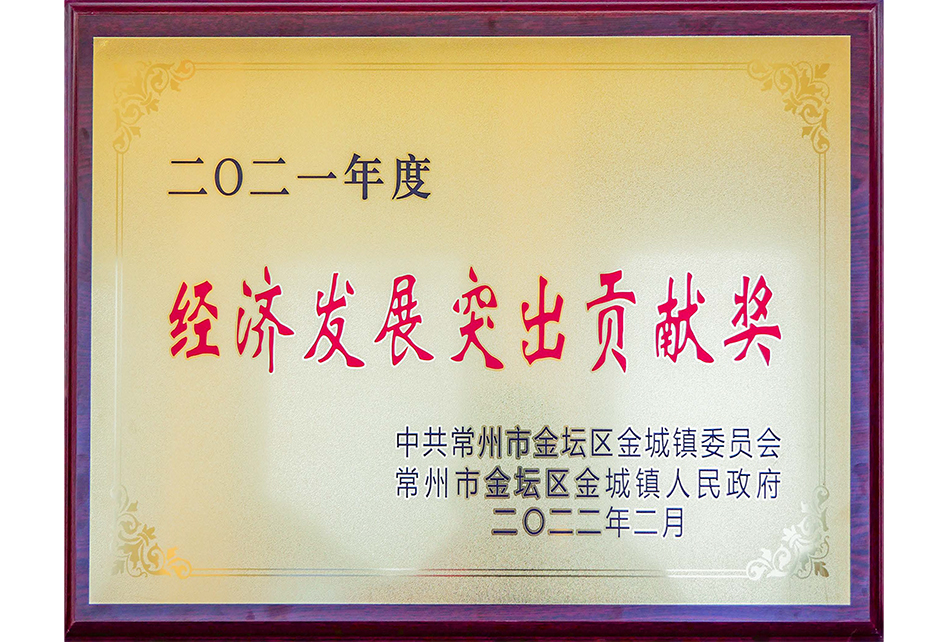 二〇二一年度
经济发展突出贡献奖
中共常州市金坛区金城镇委员会
常州市金坛区金城镇人民政府
二〇二二年二月